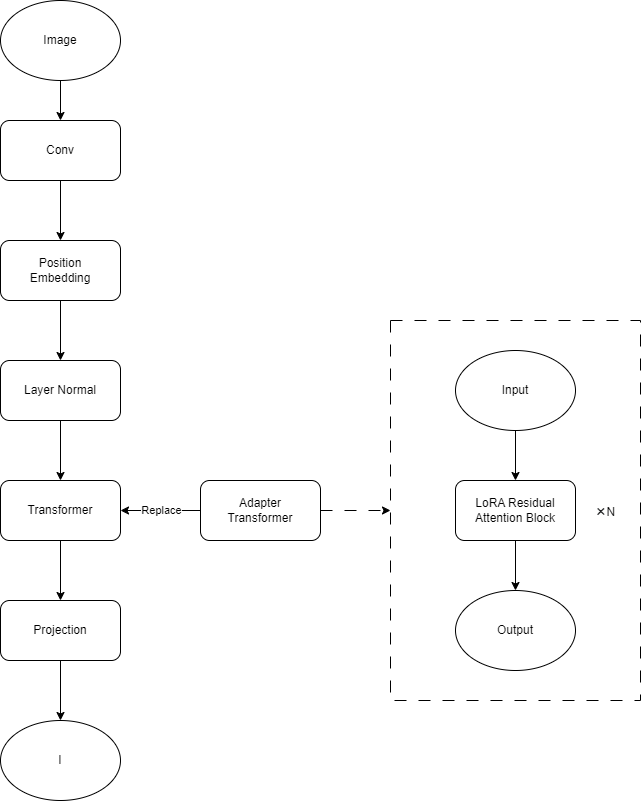 Image
Conv
Position
Embedding
Layer Normal
Transformer
Replace
Adapter
Transformer
Projection
I
Input
LoRA Residual
Attention Block
×N
Output